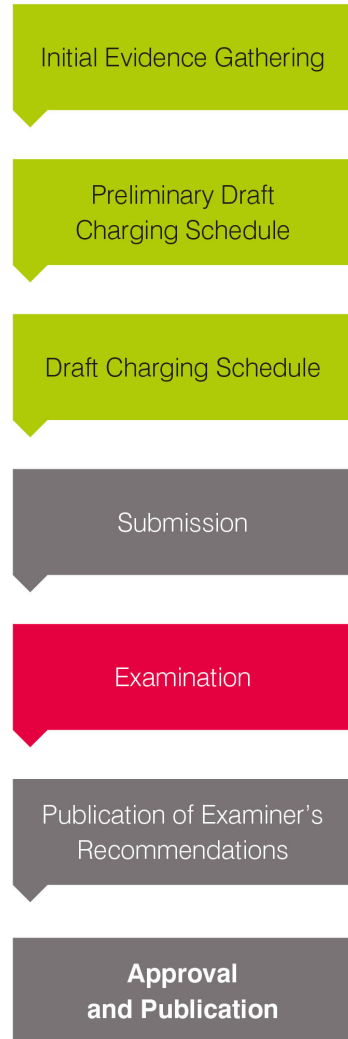 Initial Evidence Gathering
Preliminary Draft
Charging Schedule
Draft Charging Schedule
Submission
Examination
Publication of Examiner’s
Recommendations
Approval
and Publication